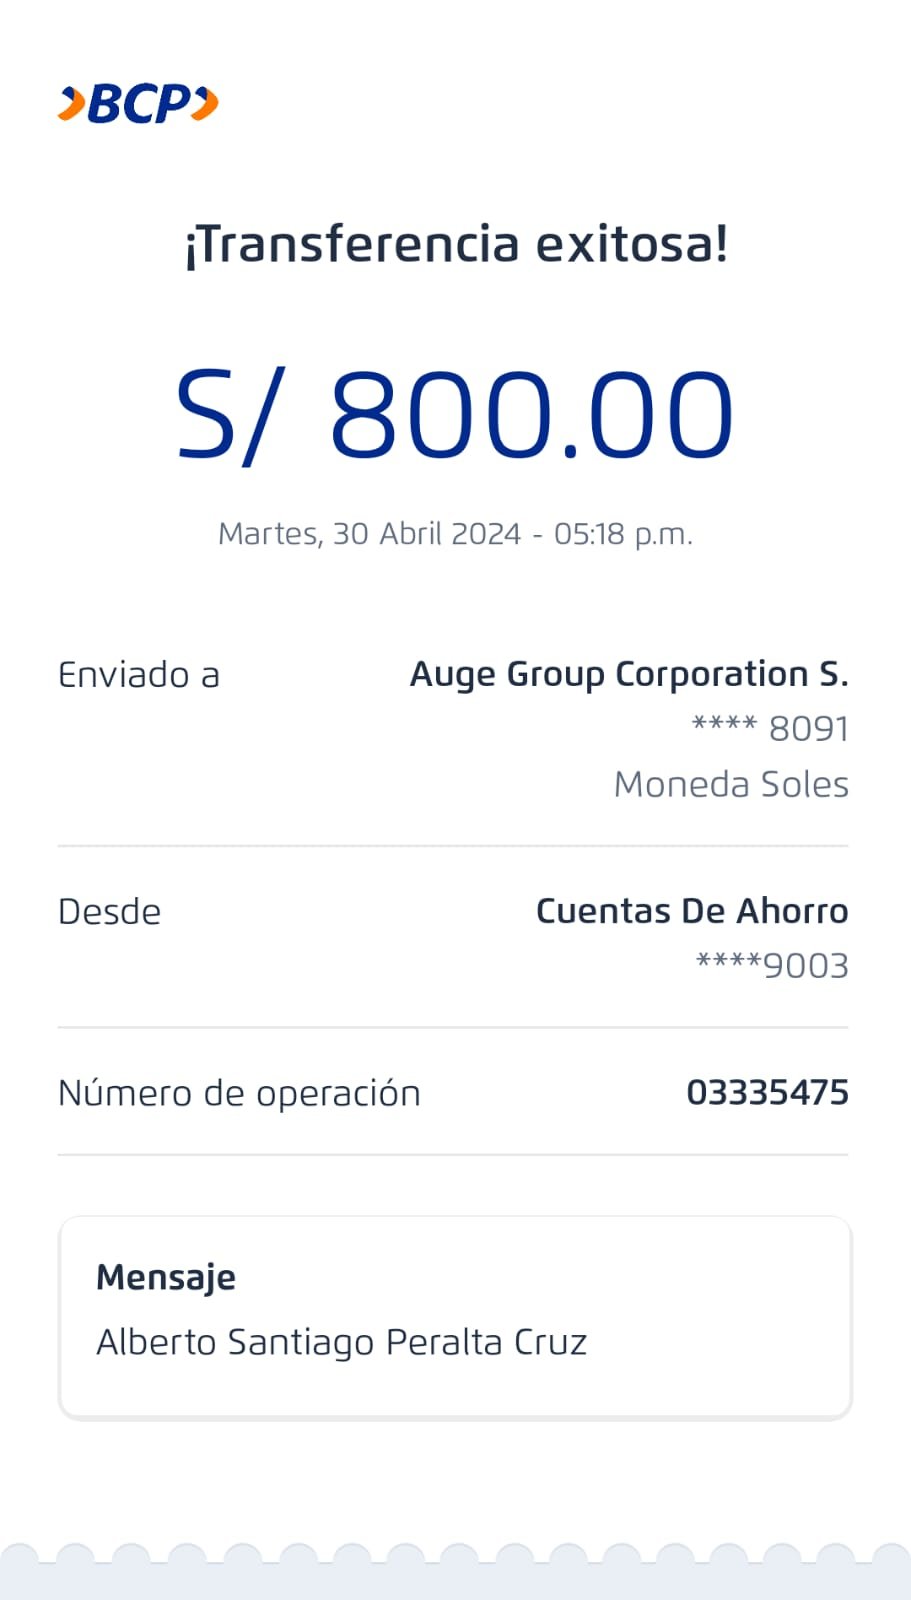 BCP
¡Transferencia exitosa!
S/ 800.00
Martes, 30 Abril 2024 - 05:18 p.m.
Enviado a
Auge Group Corporation S.
**** 8091
Moneda Soles
Desde
Cuentas De Ahorro
****9003
Número de operación
03335475
Mensaje
Alberto Santiago Peralta Cruz